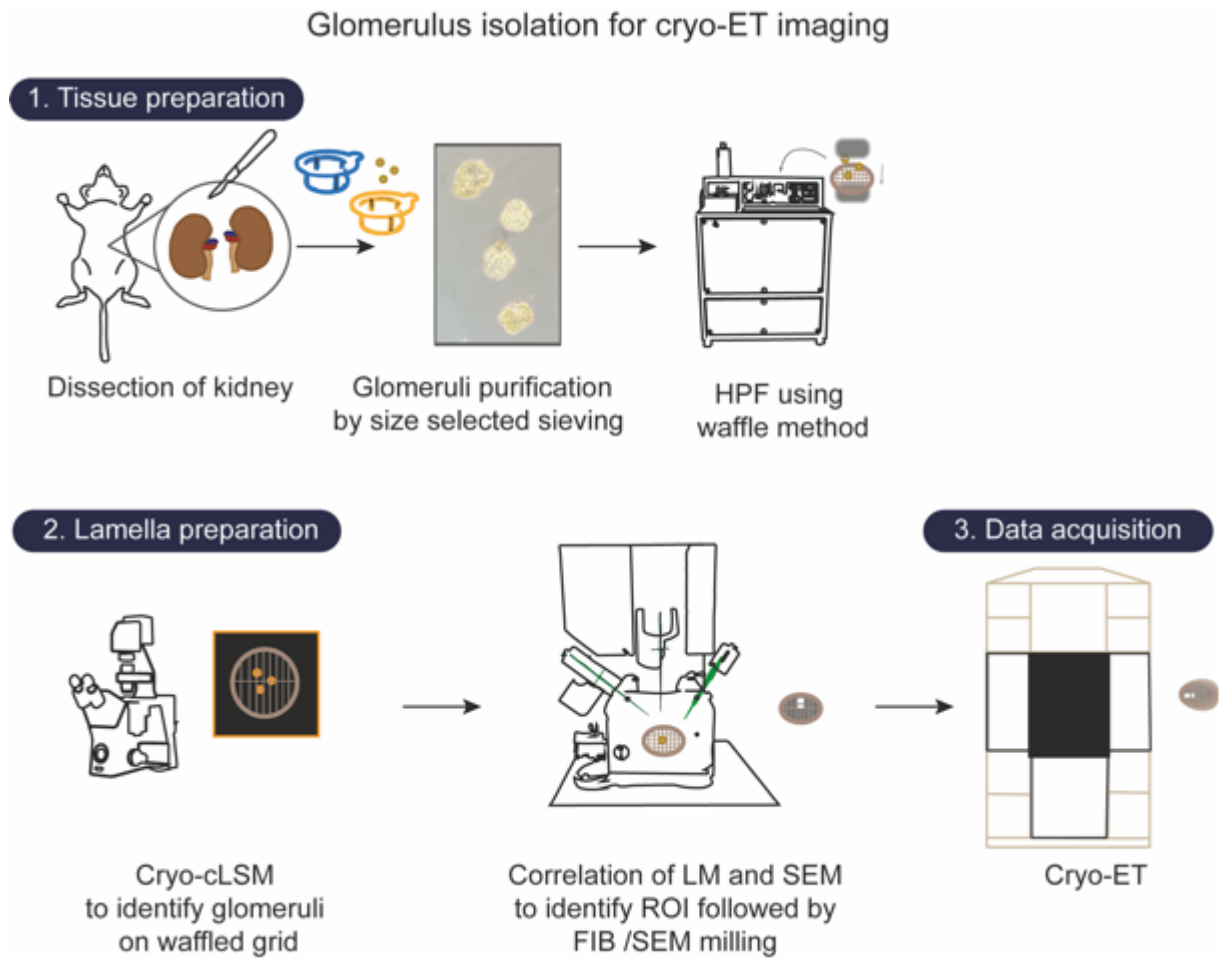 Glomerulus isolation for cryo-ET imaging
1. Tissue preparation
Dissection of kidney
Glomeruli purification
by size selected sieving
HPF using
waffle method
2. Lamella preparation
3. Data acquisition
Cryo-cLSM
to identify glomeruli
on waffled grid
Correlation of LM and SEM
to identify ROI followed by
FIB /SEM milling
Cryo-ET